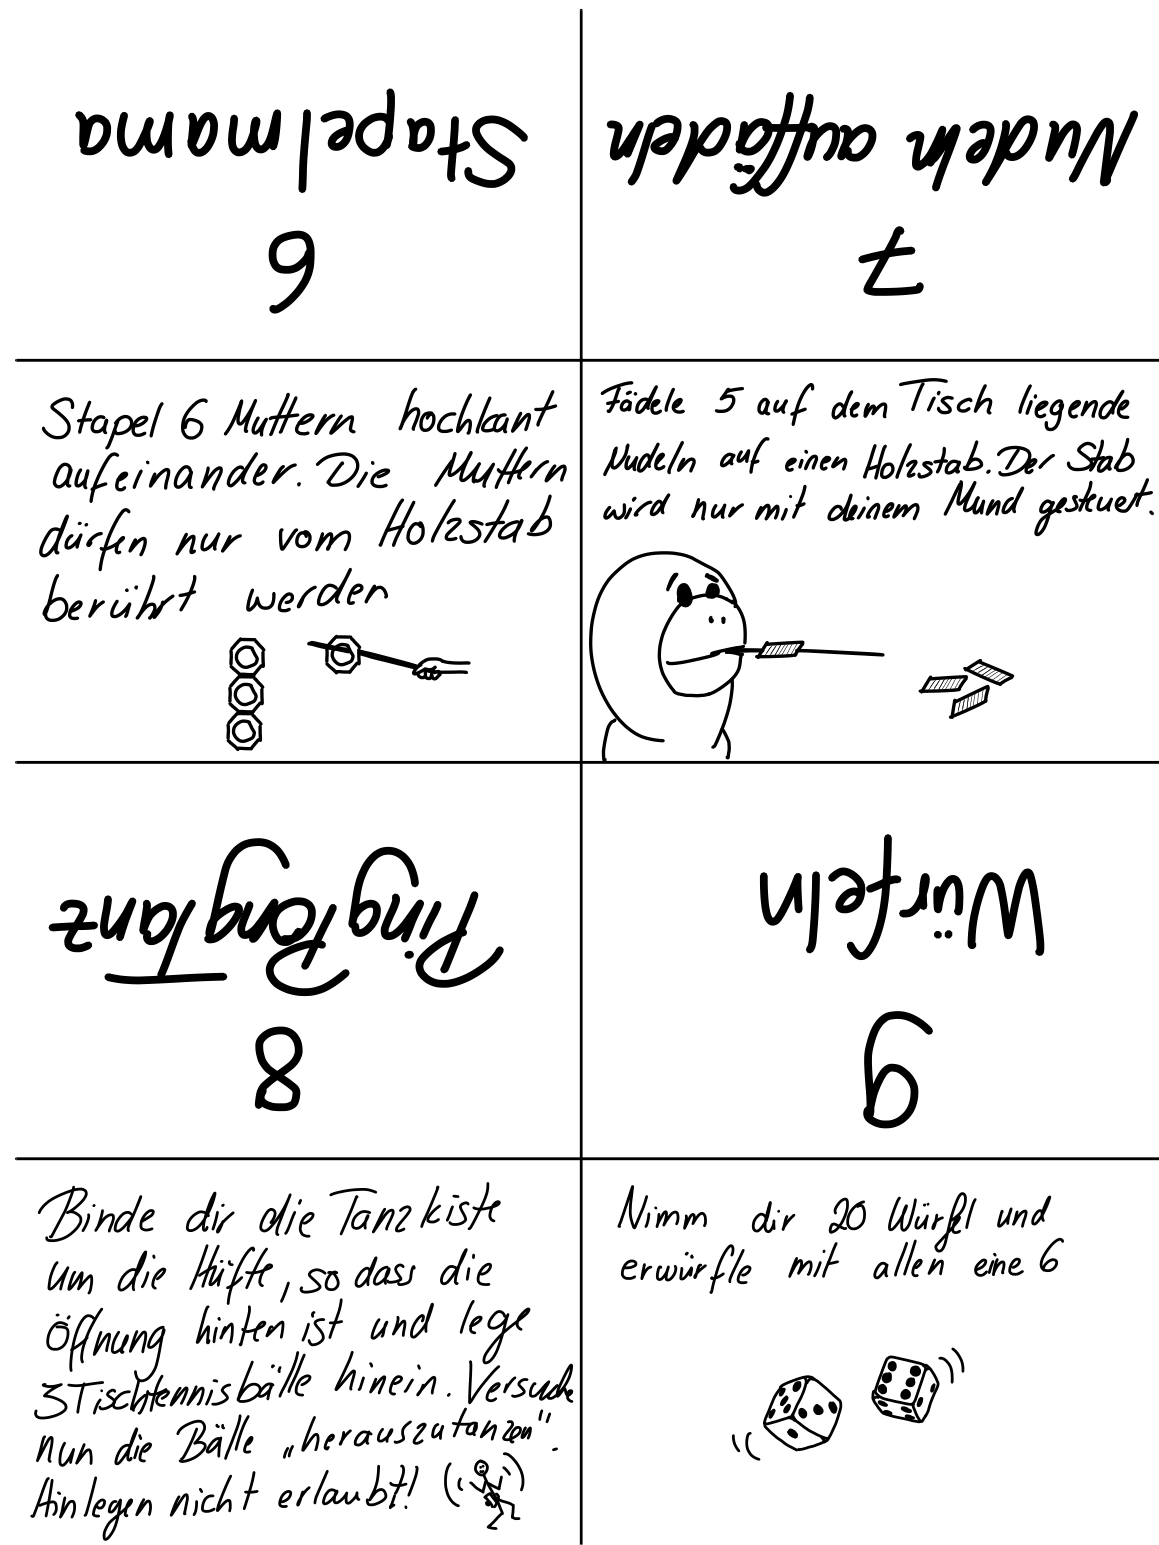 6
Stapelmama
7
Nudeln auffädeln
Stapel 6 Muttern hochkant
aufeinander. Die Muttern
dürfen nur vom Holzstab
berührt werden
Fädele 5 auf dem Tisch liegende
Nudeln auf einen Holzstab. Der Stab
wird nur mit deinem Mund gesteuert.
8
PingPongTanz
9
Würfeln
Binde dir die Tanzkiste
um die Hüfte, so dass die
Öffnung hinten ist und lege
3 Tischtennisbälle hinein. Versuche
nun die Bälle „herauszutanzen".
Hinlegen nicht erlaubt!
Nimm dir 20 Würfel und
erwürfle mit allen eine 6